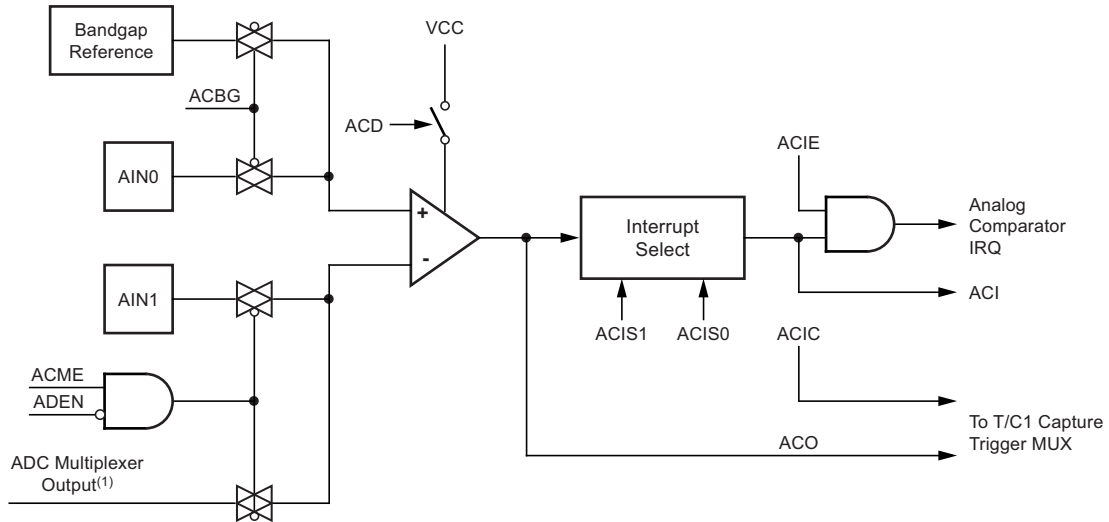 Bandgap
Reference
VCC
ACBG
ACD
AIN0
ACIE
+
-
Interrupt
Select
Analog
Comparator
IRQ
AIN1
ACI
ACIS1
ACIS0
ACIC
ACME
ADEN
To T/C1 Capture
Trigger MUX
ACO
ADC Multiplexer
Output(1)